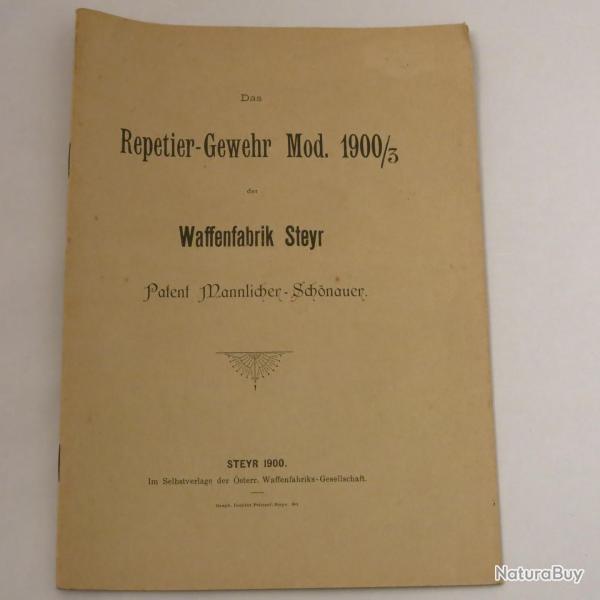 Das
Repetier-Gewehr Mod. 1900/3
der
Waffenfabrik Steyr
Patent Mannlicher-Schönauer.
STEYR 1900.
Im Selbstverlage der Österr. Waffenfabriks-Gesellschaft.
NaturaBuy